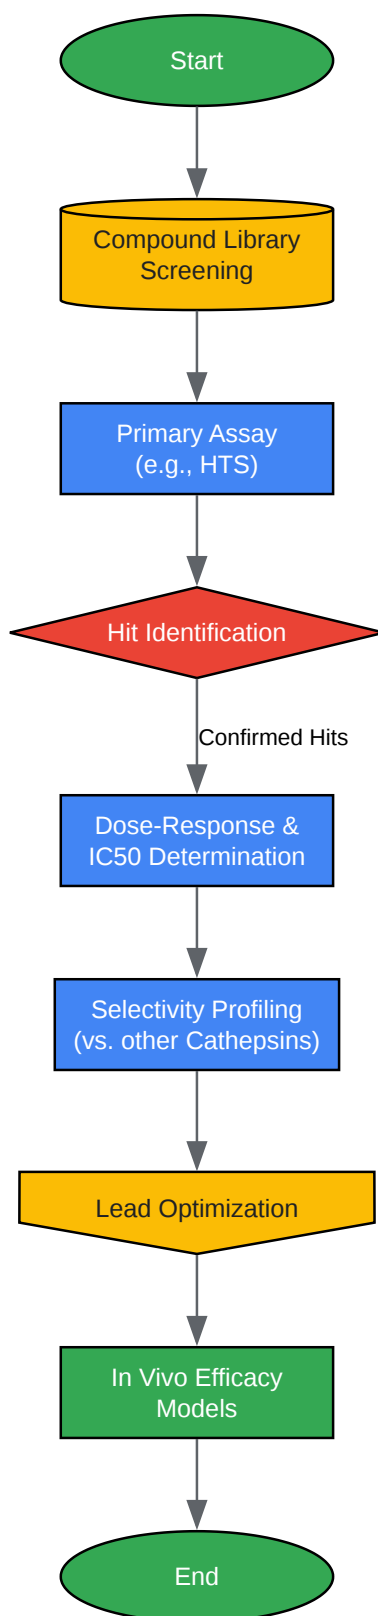 Start
Compound Library
Screening
Primary Assay
(e.g., HTS)
Hit Identification
Confirmed Hits
Dose-Response &
IC50 Determination
Selectivity Profiling
(vs. other Cathepsins)
Lead Optimization
In Vivo Efficacy
Models
End